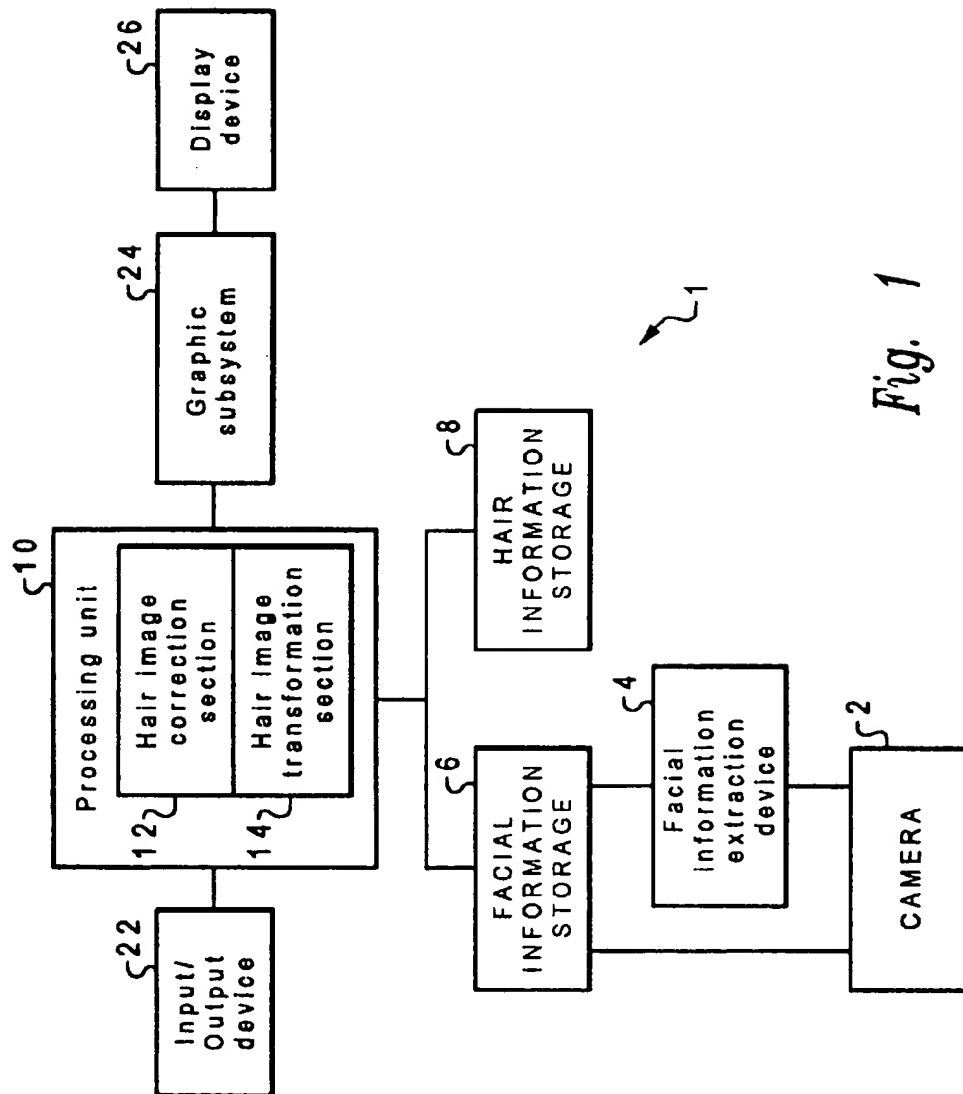 22
Input/
Output
device
10
Processing unit
12
Hair image
correction
section
14
Hair Image
transformation
section
24
Graphic
subsystem
26
Display
device
6
FACIAL
INFORMATION
STORAGE
8
HAIR
INFORMATION
STORAGE
4
Facial
Information
extraction
device
2
CAMERA
1
Fig. 1